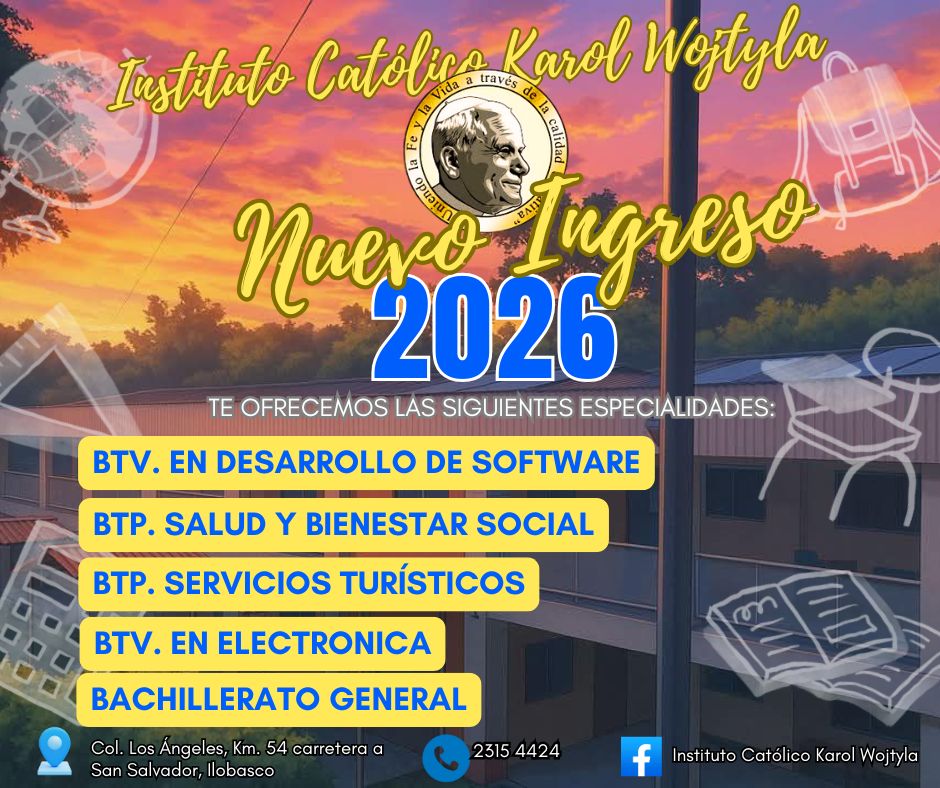 Instituto Católico Karol Wojtyla
Uniendo la Fe y la Vida a través de la calidad
Nuevo Ingreso
2026
TE OFRECEMOS LAS SIGUIENTES ESPECIALIDADES:
BTV. EN DESARROLLO DE SOFTWARE
BTP. SALUD Y BIENESTAR SOCIAL
BTP. SERVICIOS TURÍSTICOS
BTV. EN ELECTRONICA
BACHILLERATO GENERAL
Col. Los Ángeles, Km. 54 carretera a
San Salvador, Ilobasco
2315 4424
Instituto Católico Karol Wojtyla